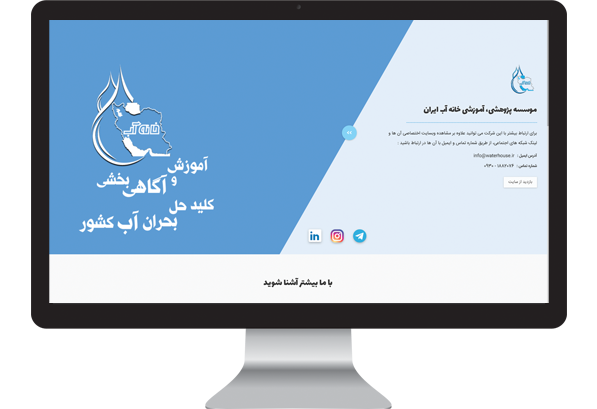 موسسه پژوهشی، آموزشی خانه آب ایران
برای ارتباط بیشتر با این شرکت می توانید علاوه بر مشاهده وبسایت اختصاصی آن ها و
لینک شبکه های اجتماعی، از طریق شماره تماس و ایمیل با آن ها در ارتباط باشید :
آدرس ایمیل : info@waterhouse.ir
شماره تماس :
بازدید از سایت
خانه آب
آموزش
و
آگاهی بخشی
کلید حل
بحران آب کشور
in
با ما بیشتر آشنا شوید